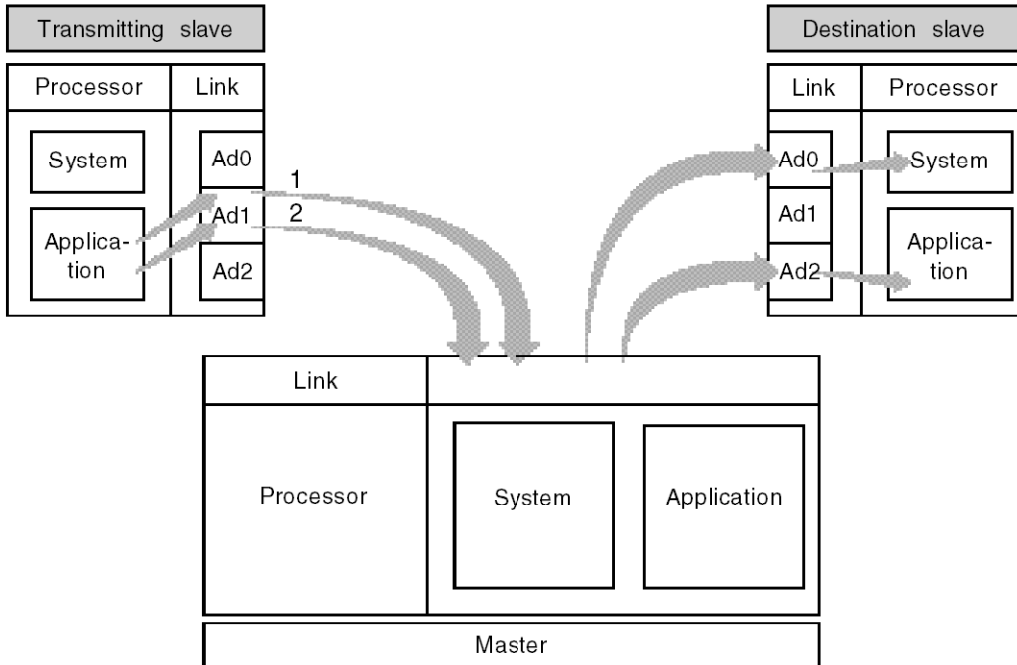 Transmitting slave
Destination slave
Processor
Link
Link
Processor
System
Ad0
Ad0
System
1
Ad1
2
Ad1
Applica-
tion
Applica-
tion
Ad2
Ad2
Link
Processor
System
Application
Master